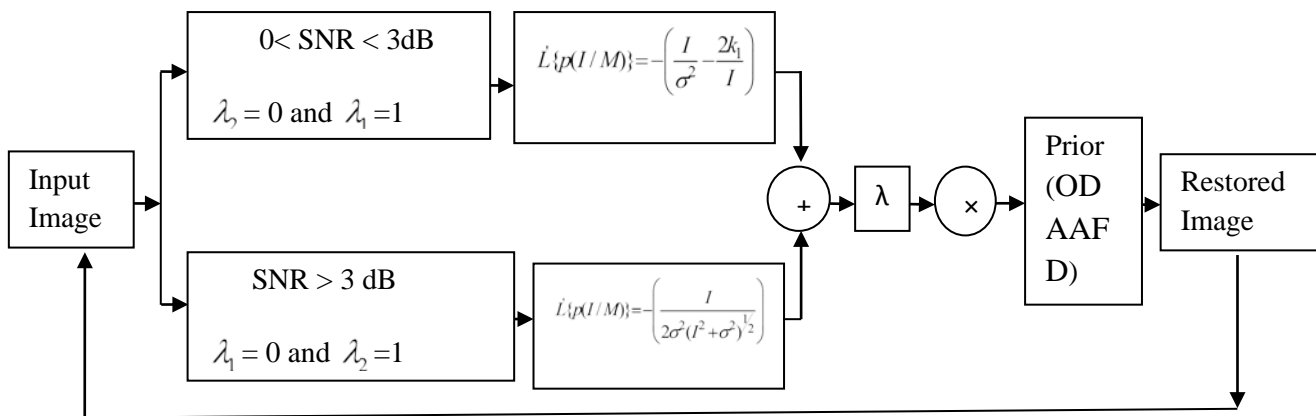 0< SNR < 3dB
λ₂ = 0 and λ₁ =1
L̇{p(I/M)}=-(I/σ² - 2k₁/I)
Input
Image
+
λ
×
Prior
(OD
AAF
D)
Restored
Image
SNR > 3 dB
λ₁ = 0 and λ₂ =1
L̇{p(I/M)}=-(I/2σ²(I²+σ²)^½)